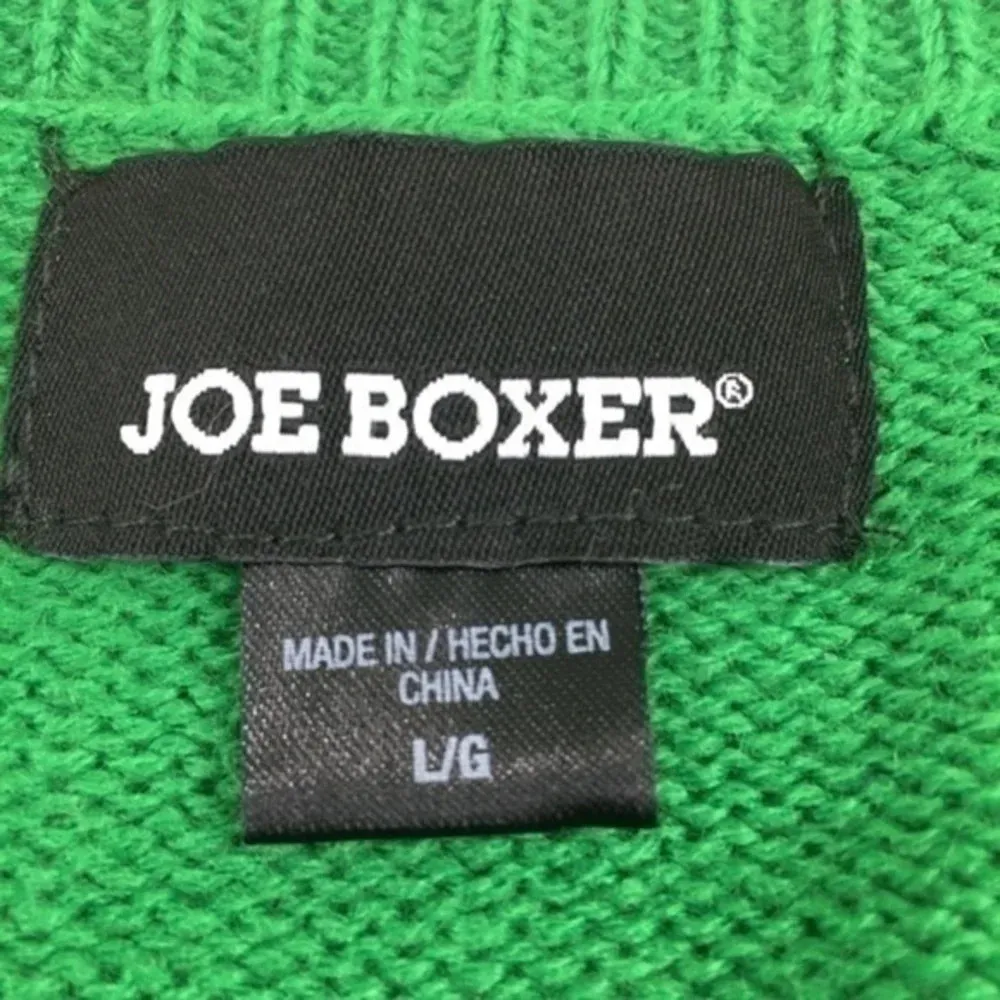 JOE BOXER®
MADE IN / HECHO EN
CHINA
L/G